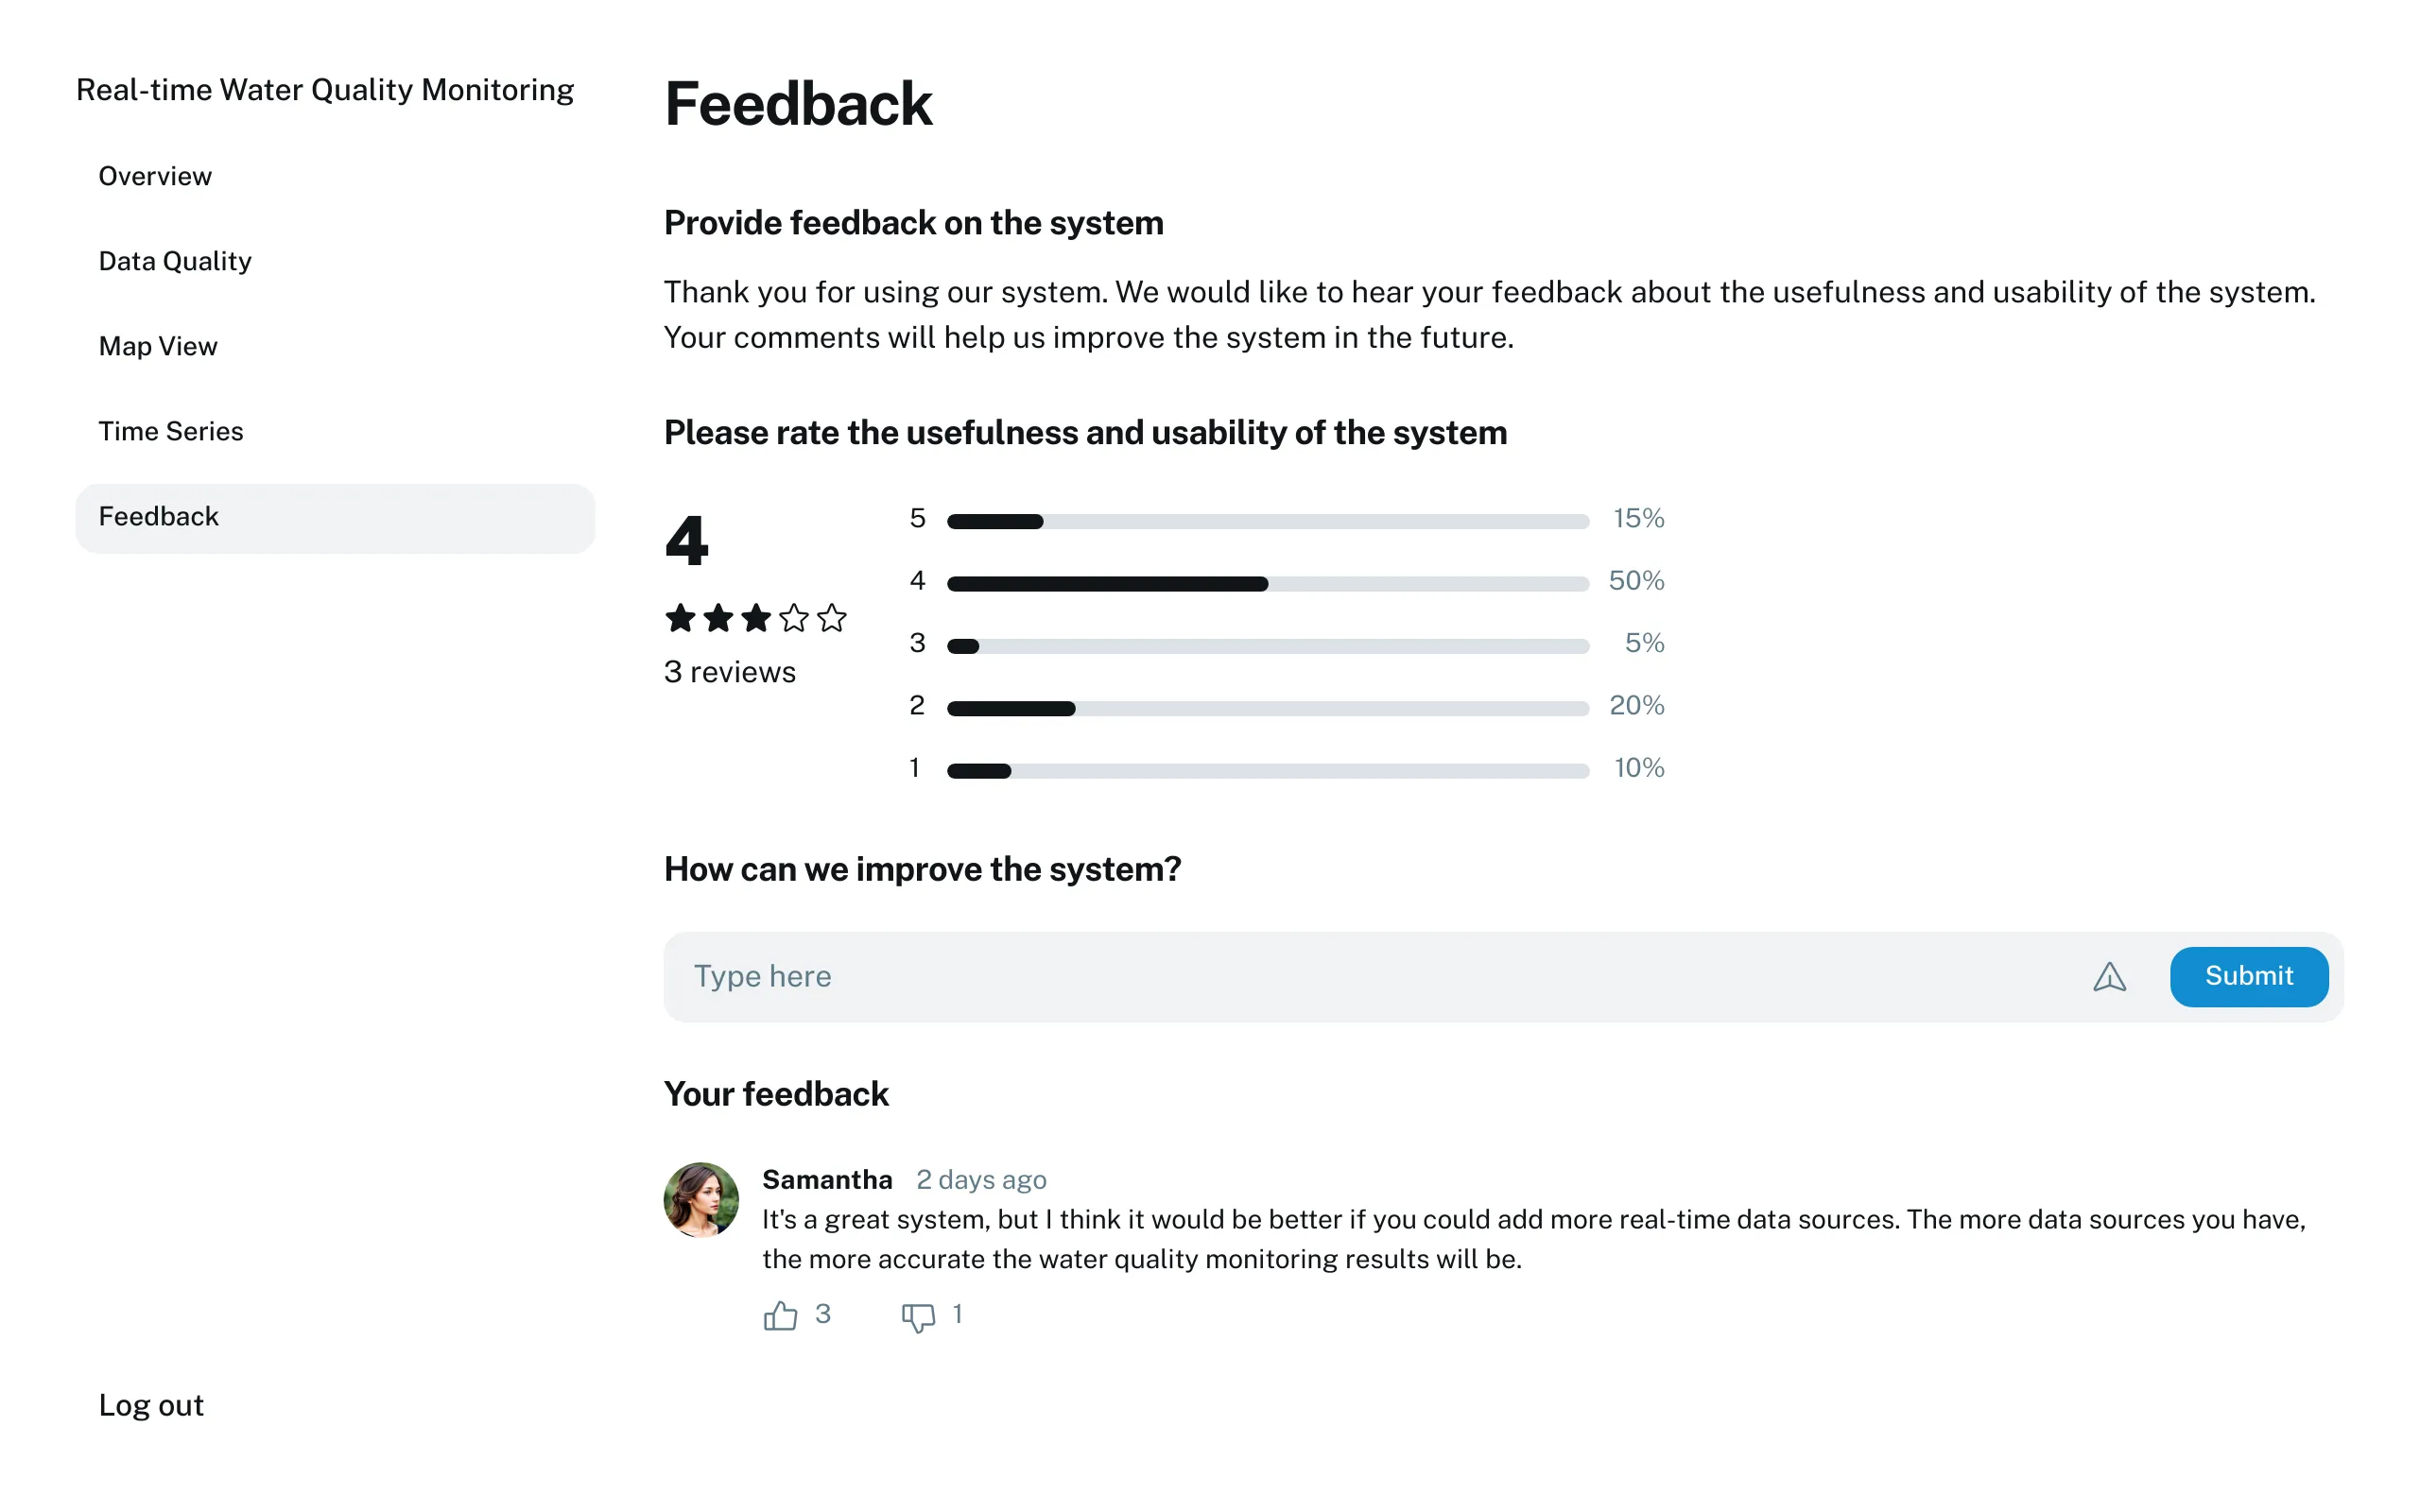 Real-time Water Quality Monitoring
Overview
Data Quality
Map View
Time Series
Feedback
Log out
Feedback
Provide feedback on the system
Thank you for using our system. We would like to hear your feedback about the usefulness and usability of the system.
Your comments will help us improve the system in the future.
Please rate the usefulness and usability of the system
4
3 reviews
5 15%
4 50%
3 5%
2 20%
1 10%
How can we improve the system?
Type here
Submit
Your feedback
Samantha 2 days ago
It's a great system, but I think it would be better if you could add more real-time data sources. The more data sources you have,
the more accurate the water quality monitoring results will be.
3 1